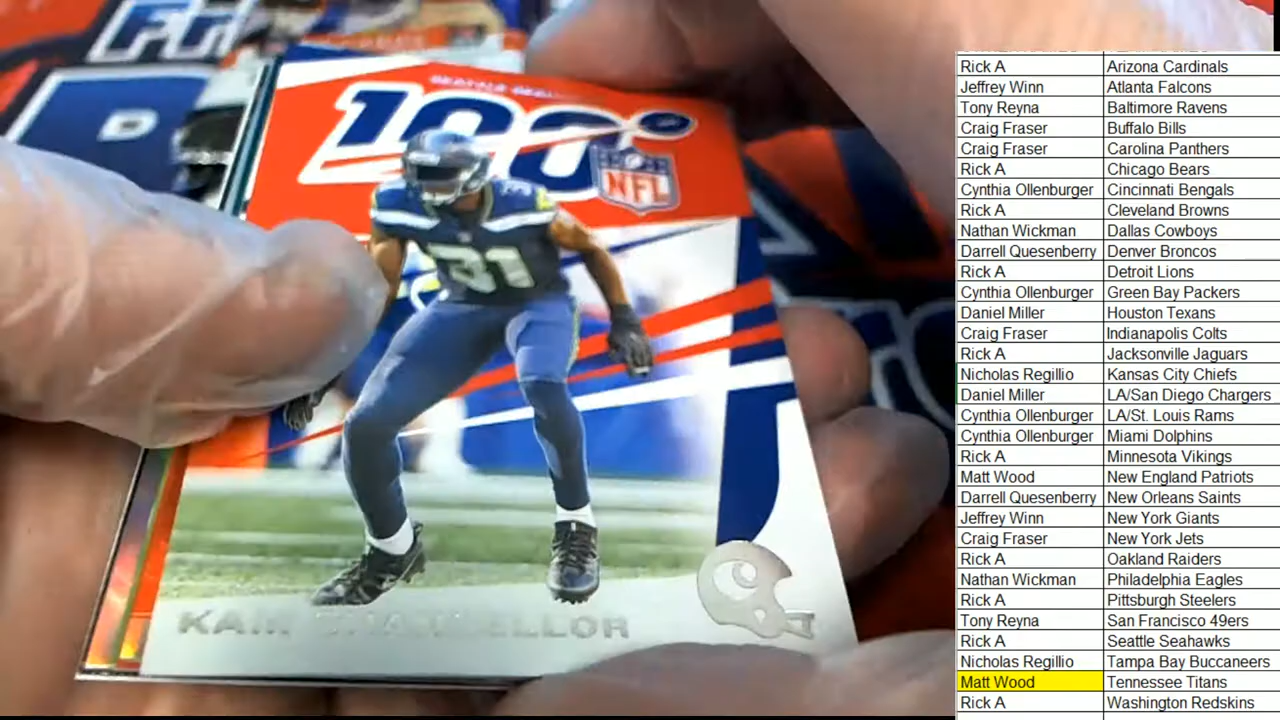 100
NFL
31
KAM CHANCELLOR
D
Rick A Arizona Cardinals
Jeffrey Winn Atlanta Falcons
Tony Reyna Baltimore Ravens
Craig Fraser Buffalo Bills
Craig Fraser Carolina Panthers
Rick A Chicago Bears
Cynthia Ollenburger Cincinnati Bengals
Rick A Cleveland Browns
Nathan Wickman Dallas Cowboys
Darrell Quesenberry Denver Broncos
Rick A Detroit Lions
Cynthia Ollenburger Green Bay Packers
Daniel Miller Houston Texans
Craig Fraser Indianapolis Colts
Rick A Jacksonville Jaguars
Nicholas Regillio Kansas City Chiefs
Daniel Miller LA/San Diego Chargers
Cynthia Ollenburger LA/St. Louis Rams
Cynthia Ollenburger Miami Dolphins
Rick A Minnesota Vikings
Matt Wood New England Patriots
Darrell Quesenberry New Orleans Saints
Jeffrey Winn New York Giants
Craig Fraser New York Jets
Rick A Oakland Raiders
Nathan Wickman Philadelphia Eagles
Rick A Pittsburgh Steelers
Tony Reyna San Francisco 49ers
Rick A Seattle Seahawks
Nicholas Regillio Tampa Bay Buccaneers
Matt Wood Tennessee Titans
Rick A Washington Redskins